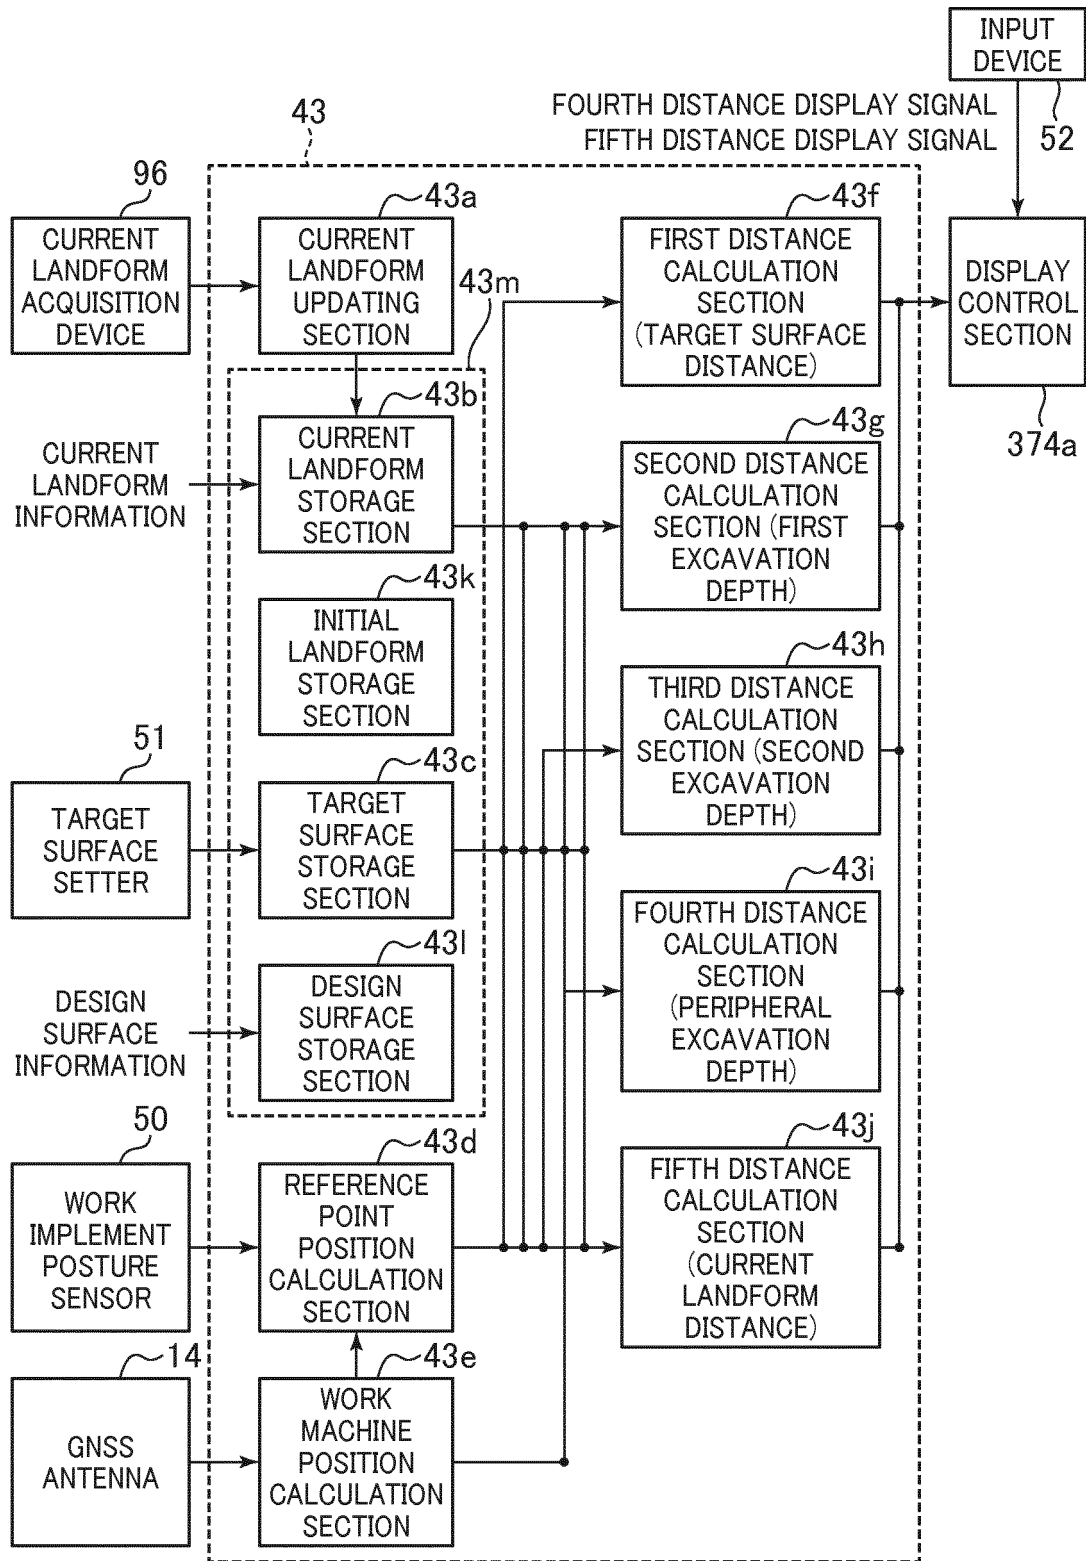 INPUT
DEVICE
52
FOURTH DISTANCE DISPLAY SIGNAL
FIFTH DISTANCE DISPLAY SIGNAL
43
96
CURRENT
LANDFORM
ACQUISITION
DEVICE
43a
CURRENT
LANDFORM
UPDATING
SECTION
43m
43f
FIRST DISTANCE
CALCULATION
SECTION
(TARGET SURFACE
DISTANCE)
DISPLAY
CONTROL
SECTION
374a
CURRENT
LANDFORM
INFORMATION
43b
CURRENT
LANDFORM
STORAGE
SECTION
43g
SECOND DISTANCE
CALCULATION
SECTION (FIRST
EXCAVATION
DEPTH)
43k
INITIAL
LANDFORM
STORAGE
SECTION
43h
THIRD DISTANCE
CALCULATION
SECTION (SECOND
EXCAVATION
DEPTH)
51
TARGET
SURFACE
SETTER
43c
TARGET
SURFACE
STORAGE
SECTION
43i
FOURTH DISTANCE
CALCULATION
SECTION
(PERIPHERAL
EXCAVATION
DEPTH)
DESIGN
SURFACE
INFORMATION
43l
DESIGN
SURFACE
STORAGE
SECTION
50
WORK
IMPLEMENT
POSTURE
SENSOR
43d
REFERENCE
POINT
POSITION
CALCULATION
SECTION
43j
FIFTH DISTANCE
CALCULATION
SECTION
(CURRENT
LANDFORM
DISTANCE)
14
GNSS
ANTENNA
43e
WORK
MACHINE
POSITION
CALCULATION
SECTION